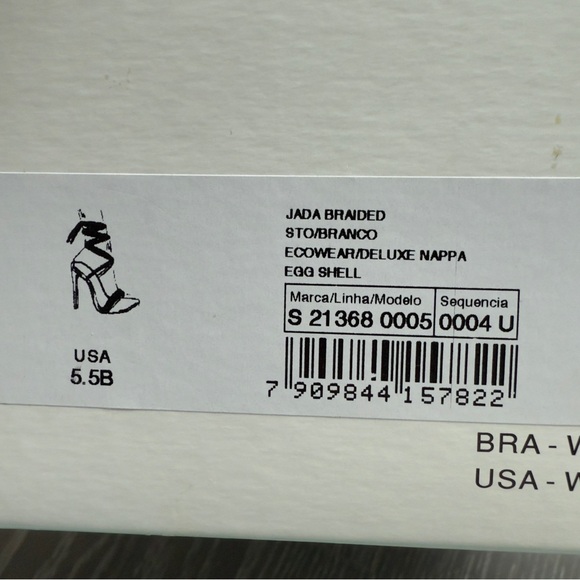 JADA BRAIDED
STO/BRANCO
ECOWEAR/DELUXE NAPPA
EGG SHELL
Marca/Linha/Modelo Sequencia
S 21368 0005 0004 U
USA
5.5B
7 909844 157822
BRA - W
USA - W